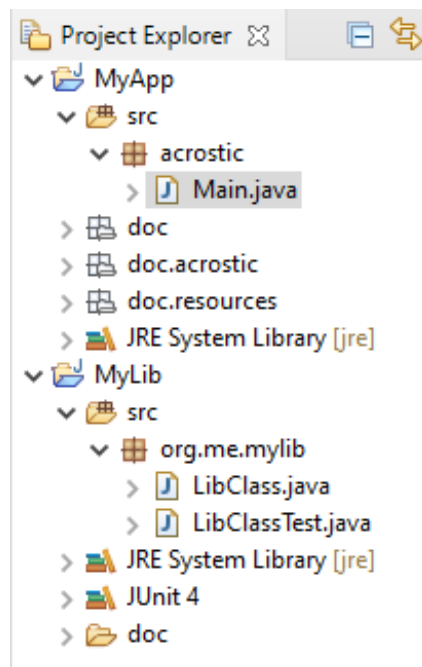 Project Explorer
MyApp
src
acrostic
Main.java
doc
doc.acrostic
doc.resources
JRE System Library [jre]
MyLib
src
org.me.mylib
LibClass.java
LibClassTest.java
JRE System Library [jre]
JUnit 4
doc